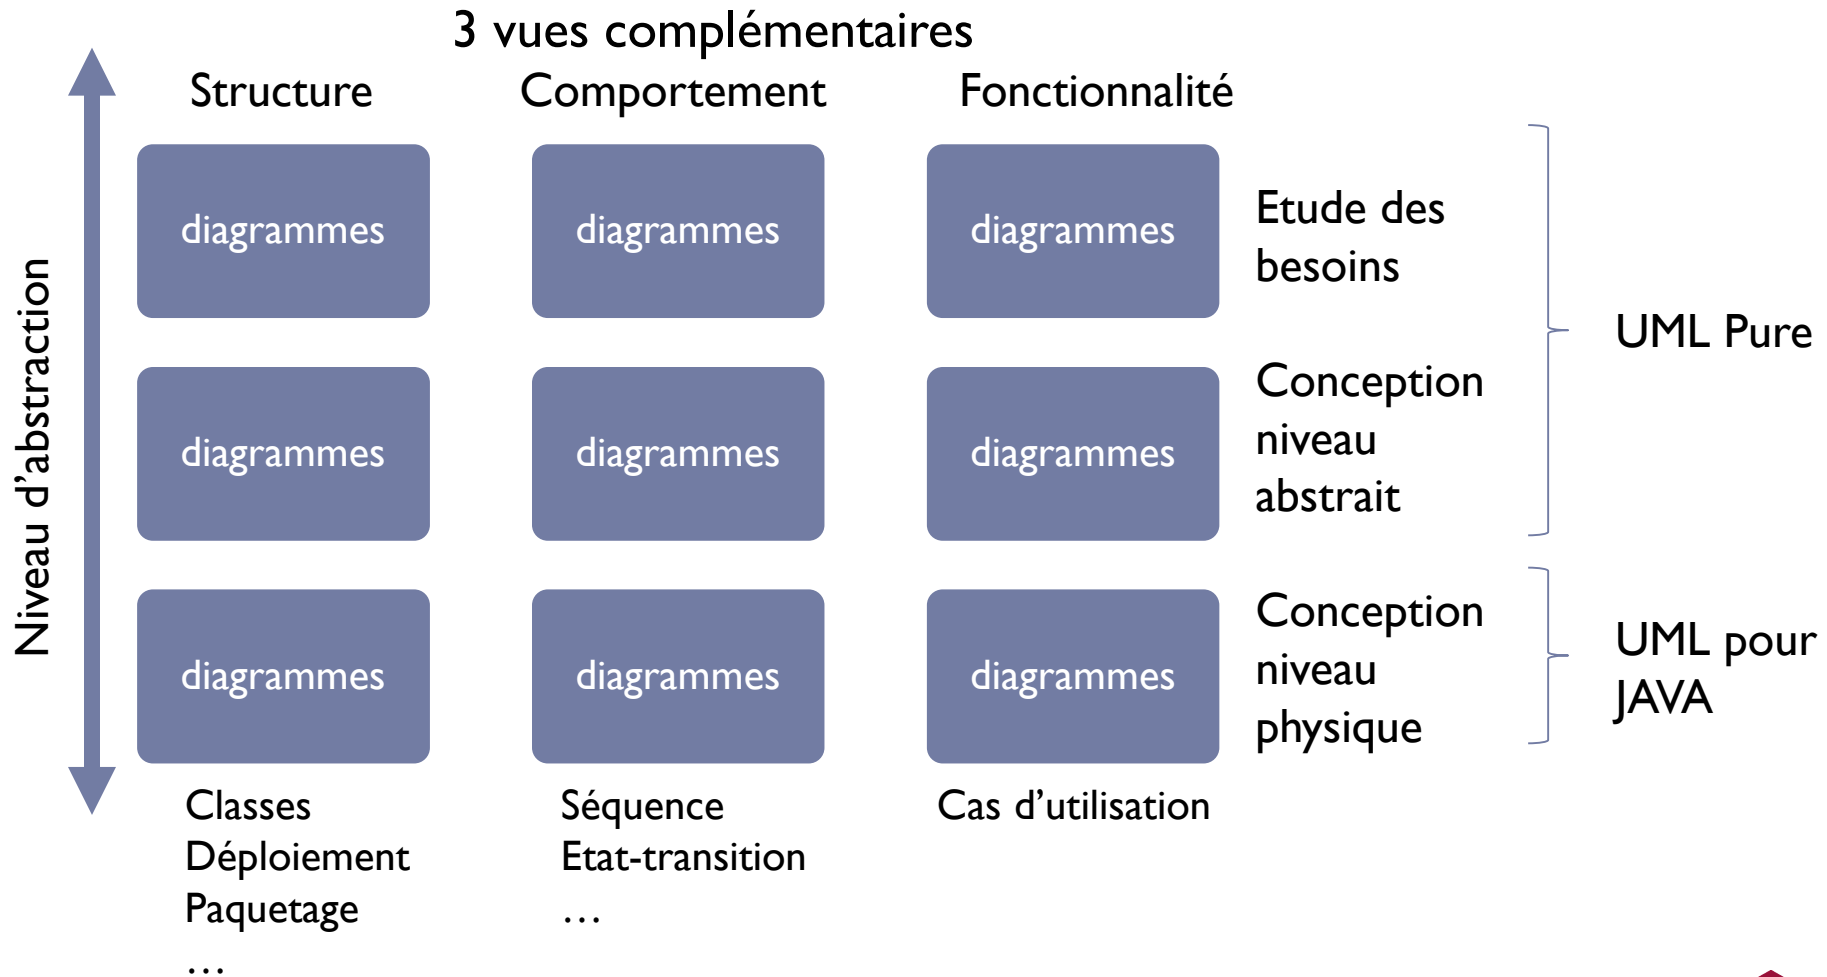 3 vues complémentaires
Structure
Comportement
Fonctionnalité
Niveau d'abstraction
diagrammes
diagrammes
diagrammes
Etude des
besoins
UML Pure
diagrammes
diagrammes
diagrammes
Conception
niveau
abstrait
diagrammes
diagrammes
diagrammes
Conception
niveau
physique
UML pour
JAVA
Classes
Déploiement
Paquetage
…
Séquence
Etat-transition
…
Cas d'utilisation